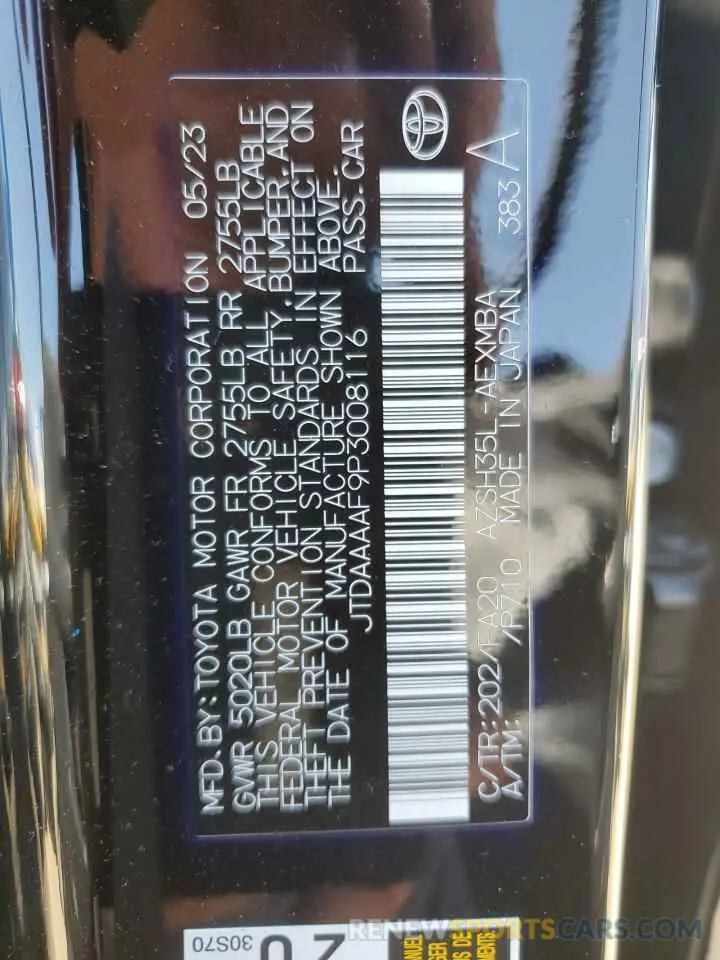 MFD. BY: TOYOTA MOTOR CORPORATION 05/23
GVWR 5020LB GAWR FR 2755LB RR 2755LB
THIS VEHICLE CONFORMS TO ALL APPLICABLE
FEDERAL MOTOR VEHICLE SAFETY, BUMPER, AND
THEFT PREVENTION STANDARDS IN EFFECT ON
THE DATE OF MANUFACTURE SHOWN ABOVE.
JTDAAAAF9P3008116 PASS.CAR
C/TR:202/FA20 AZSH35L-AEXMBA
A/TM: /P710 MADE IN JAPAN 383 A
30S70
RENEWSPORTSCARS.COM